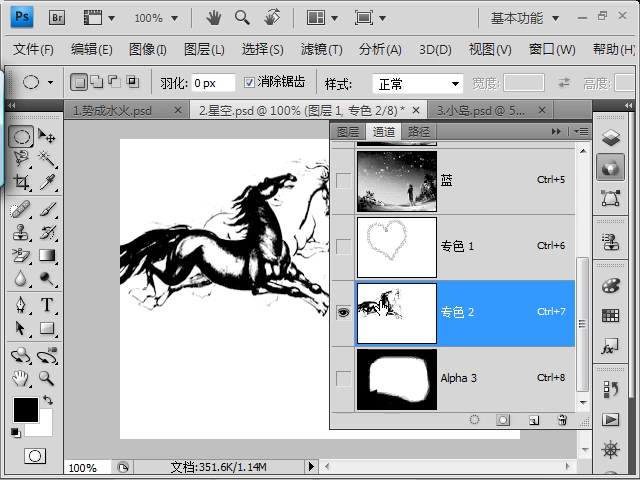 Ps Br 100% 基本功能
文件(F) 编辑(E) 图像(I) 图层(L) 选择(S) 滤镜(T) 分析(A) 3D(D) 视图(V) 窗口(W) 帮助(H)
羽化: 0 px 消除锯齿 样式: 正常 宽度: 高度:
1.势成水火.psd 2.星空.psd @ 100% (图层 1, 专色 2/8) * 3.小岛.psd @ 5...
图层 通道 路径
蓝 Ctrl+5
专色 1 Ctrl+6
专色 2 Ctrl+7
Alpha 3 Ctrl+8
100% 文档:351.6K/1.14M